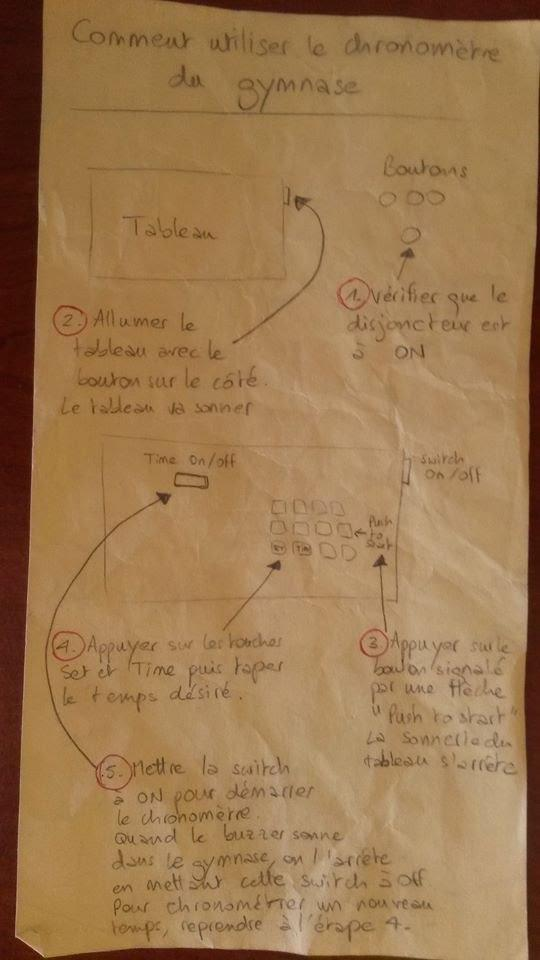 Comment utiliser le chronomètre
du gymnase
Boutons
Tableau
1. Vérifier que le
disjoncteur est
à ON
2. Allumer le
tableau avec le
bouton sur le côté.
Le tableau va sonner
Time On/off
switch
On/off
Push
to
start
SET TIME
3. Appuyer sur le
bouton signalé
par une flèche
"Push to start"
La sonnerie du
tableau s'arrête
4. Appuyer sur les touches
Set et Time puis taper
le temps désiré.
5. Mettre la switch
à ON pour démarrer
le chronomètre.
Quand le buzzer sonne
dans le gymnase, on l'arrête
en mettant cette switch à Off
Pour chronométrer un nouveau
temps, reprendre à l'étape 4.